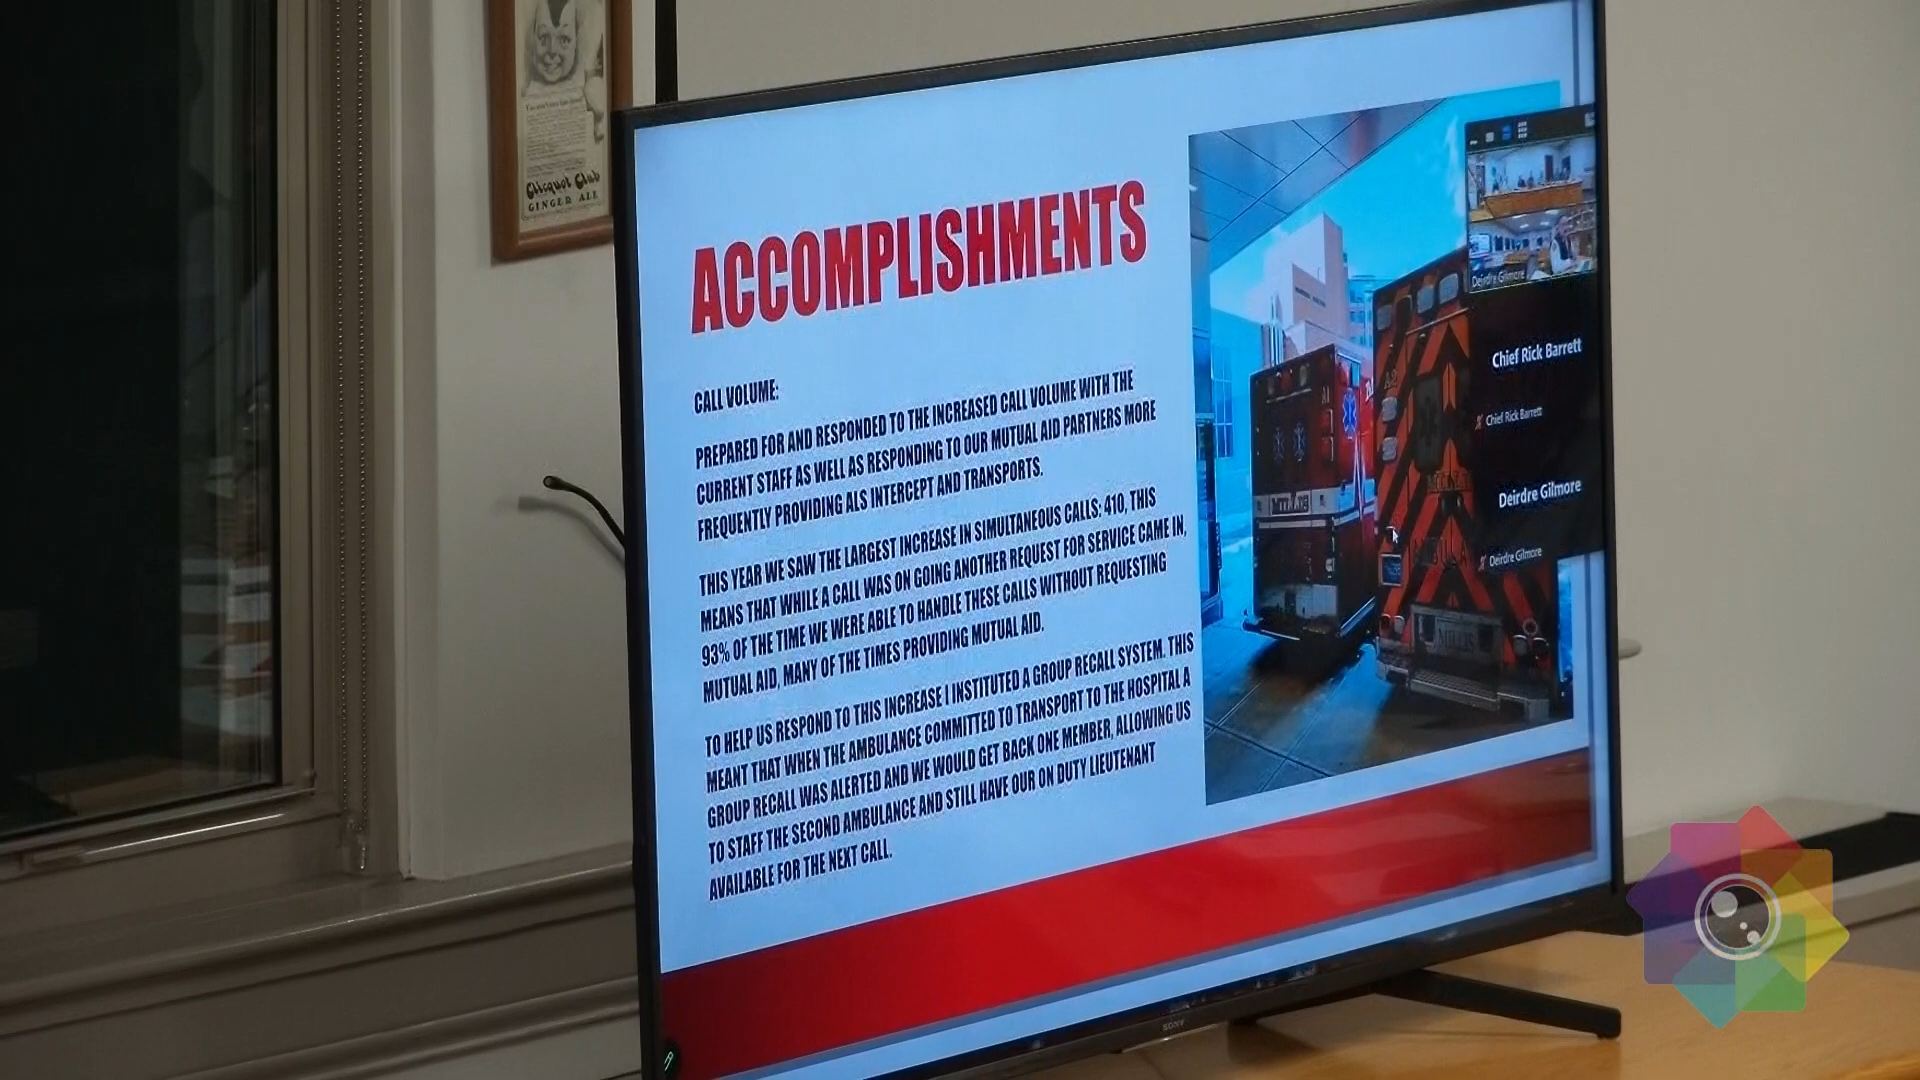 Clicquot Club
GINGER ALE
ACCOMPLISHMENTS
CALL VOLUME:
PREPARED FOR AND RESPONDED TO THE INCREASED CALL VOLUME WITH THE
CURRENT STAFF AS WELL AS RESPONDING TO OUR MUTUAL AID PARTNERS MORE
FREQUENTLY PROVIDING ALS INTERCEPT AND TRANSPORTS.
THIS YEAR WE SAW THE LARGEST INCREASE IN SIMULTANEOUS CALLS: 410, THIS
MEANS THAT WHILE A CALL WAS ON GOING ANOTHER REQUEST FOR SERVICE CAME IN,
93% OF THE TIME WE WERE ABLE TO HANDLE THESE CALLS WITHOUT REQUESTING
MUTUAL AID, MANY OF THE TIMES PROVIDING MUTUAL AID.
TO HELP US RESPOND TO THIS INCREASE I INSTITUTED A GROUP RECALL SYSTEM. THIS
MEANT THAT WHEN THE AMBULANCE COMMITTED TO TRANSPORT TO THE HOSPITAL A
GROUP RECALL WAS ALERTED AND WE WOULD GET BACK ONE MEMBER, ALLOWING US
TO STAFF THE SECOND AMBULANCE AND STILL HAVE OUR ON DUTY LIEUTENANT
AVAILABLE FOR THE NEXT CALL.
MILLIS
A1
A2
MILLIS
Deirdre Gilmore
Chief Rick Barrett
Chief Rick Barrett
Deirdre Gilmore
Deirdre Gilmore
SONY